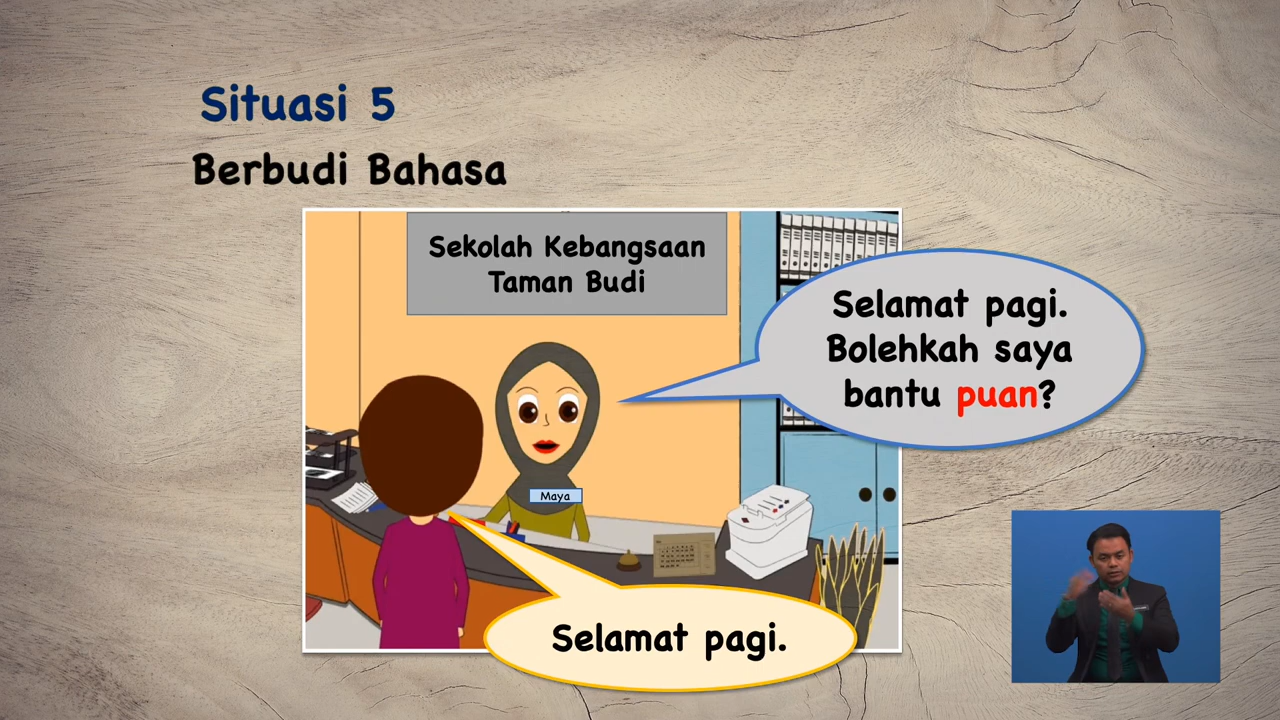 Situasi 5
Berbudi Bahasa
Sekolah Kebangsaan
Taman Budi
Selamat pagi.
Bolehkah saya
bantu puan?
Maya
Selamat pagi.